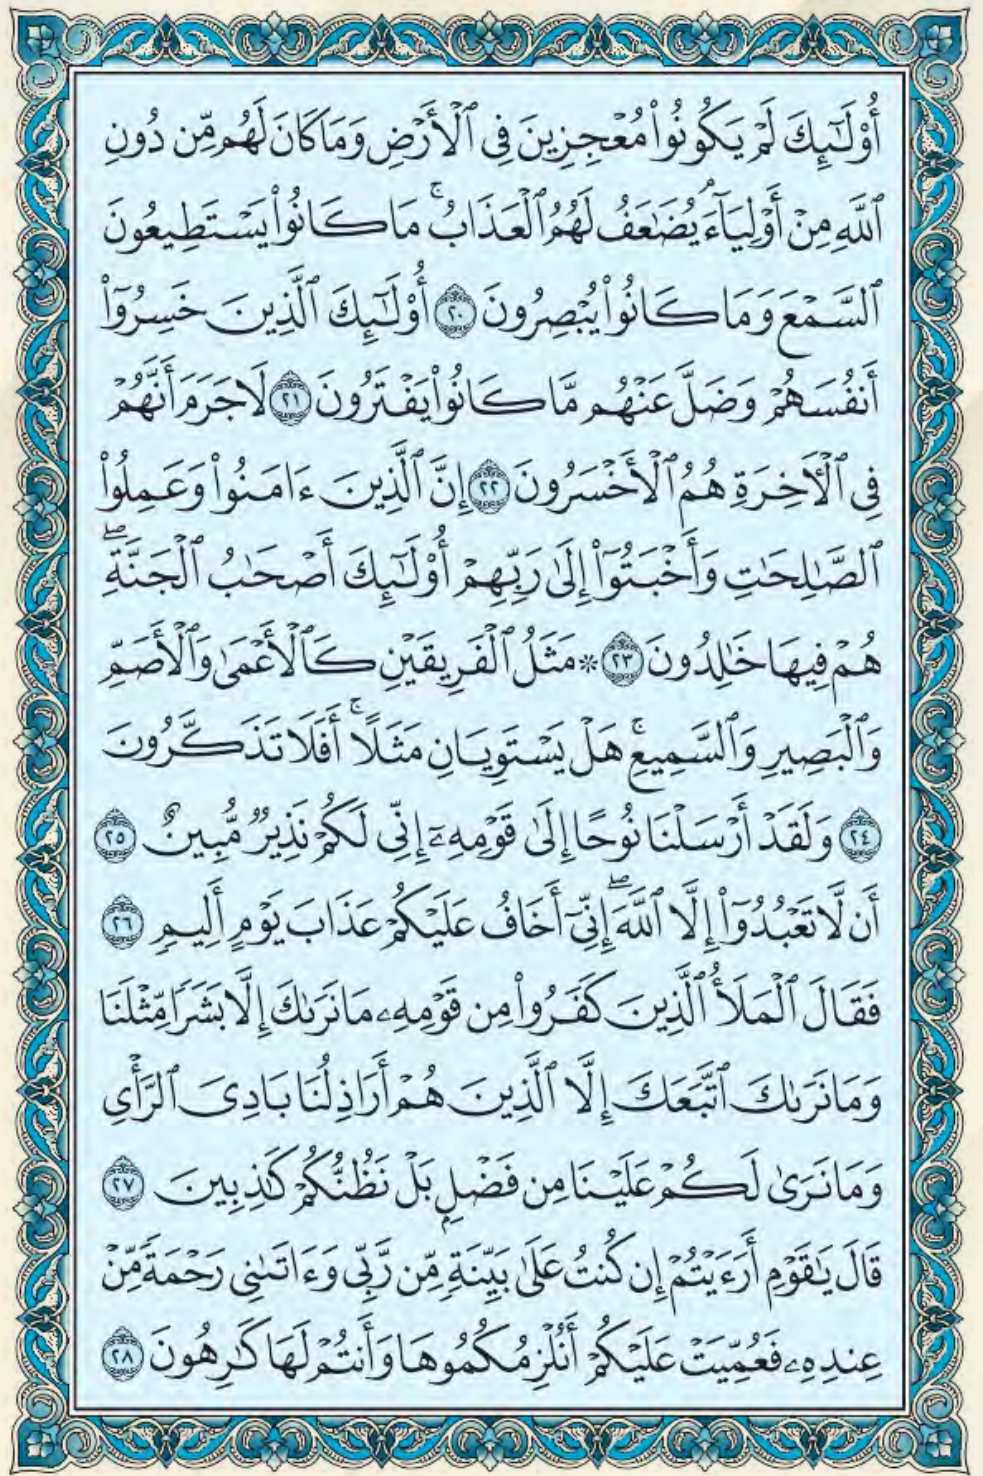 أُوْلَـٰٓئِكَ لَمۡ يَكُونُواْ مُعۡجِزِينَ فِي ٱلۡأَرۡضِ وَمَا كَانَ لَهُم مِّن دُونِ
ٱللَّهِ مِنۡ أَوۡلِيَآءَۘ يُضَٰعَفُ لَهُمُ ٱلۡعَذَابُۚ مَا كَانُواْ يَسۡتَطِيعُونَ
ٱلسَّمۡعَ وَمَا كَانُواْ يُبۡصِرُونَ ٢٠ أُوْلَـٰٓئِكَ ٱلَّذِينَ خَسِرُوٓاْ
أَنفُسَهُمۡ وَضَلَّ عَنۡهُم مَّا كَانُواْ يَفۡتَرُونَ ٢١ لَا جَرَمَ أَنَّهُمۡ
فِي ٱلۡأٓخِرَةِ هُمُ ٱلۡأَخۡسَرُونَ ٢٢ إِنَّ ٱلَّذِينَ ءَامَنُواْ وَعَمِلُواْ
ٱلصَّٰلِحَٰتِ وَأَخۡبَتُوٓاْ إِلَىٰ رَبِّهِمۡ أُوْلَـٰٓئِكَ أَصۡحَٰبُ ٱلۡجَنَّةِۖ
هُمۡ فِيهَا خَٰلِدُونَ ٢٣ * مَثَلُ ٱلۡفَرِيقَيۡنِ كَٱلۡأَعۡمَىٰ وَٱلۡأَصَمِّ
وَٱلۡبَصِيرِ وَٱلسَّمِيعِۚ هَلۡ يَسۡتَوِيَانِ مَثَلًاۚ أَفَلَا تَذَكَّرُونَ
٢٤ وَلَقَدۡ أَرۡسَلۡنَا نُوحًا إِلَىٰ قَوۡمِهِۦٓ إِنِّي لَكُمۡ نَذِيرٞ مُّبِينٌ ٢٥
أَن لَّا تَعۡبُدُوٓاْ إِلَّا ٱللَّهَۖ إِنِّيٓ أَخَافُ عَلَيۡكُمۡ عَذَابَ يَوۡمٍ أَلِيمٖ ٢٦
فَقَالَ ٱلۡمَلَأُ ٱلَّذِينَ كَفَرُواْ مِن قَوۡمِهِۦ مَا نَرَىٰكَ إِلَّا بَشَرٗا مِّثۡلَنَا
وَمَا نَرَىٰكَ ٱتَّبَعَكَ إِلَّا ٱلَّذِينَ هُمۡ أَرَاذِلُنَا بَادِيَ ٱلرَّأۡيِ
وَمَا نَرَىٰ لَكُمۡ عَلَيۡنَا مِن فَضۡلِۭ بَلۡ نَظُنُّكُمۡ كَٰذِبِينَ ٢٧
قَالَ يَٰقَوۡمِ أَرَءَيۡتُمۡ إِن كُنتُ عَلَىٰ بَيِّنَةٖ مِّن رَّبِّي وَءَاتَىٰنِي رَحۡمَةٗ مِّنۡ
عِندِهِۦ فَعُمِّيَتۡ عَلَيۡكُمۡ أَنُلۡزِمُكُمُوهَا وَأَنتُمۡ لَهَا كَٰرِهُونَ ٢٨